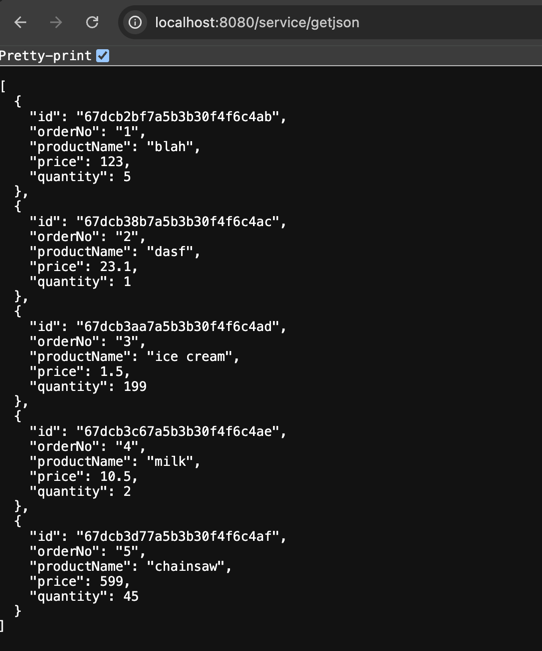 localhost:8080/service/getjson
Pretty-print
[
  {
    "id": "67dcb2bf7a5b3b30f4f6c4ab",
    "orderNo": "1",
    "productName": "blah",
    "price": 123,
    "quantity": 5
  },
  {
    "id": "67dcb38b7a5b3b30f4f6c4ac",
    "orderNo": "2",
    "productName": "dasf",
    "price": 23.1,
    "quantity": 1
  },
  {
    "id": "67dcb3aa7a5b3b30f4f6c4ad",
    "orderNo": "3",
    "productName": "ice cream",
    "price": 1.5,
    "quantity": 199
  },
  {
    "id": "67dcb3c67a5b3b30f4f6c4ae",
    "orderNo": "4",
    "productName": "milk",
    "price": 10.5,
    "quantity": 2
  },
  {
    "id": "67dcb3d77a5b3b30f4f6c4af",
    "orderNo": "5",
    "productName": "chainsaw",
    "price": 599,
    "quantity": 45
  }
]